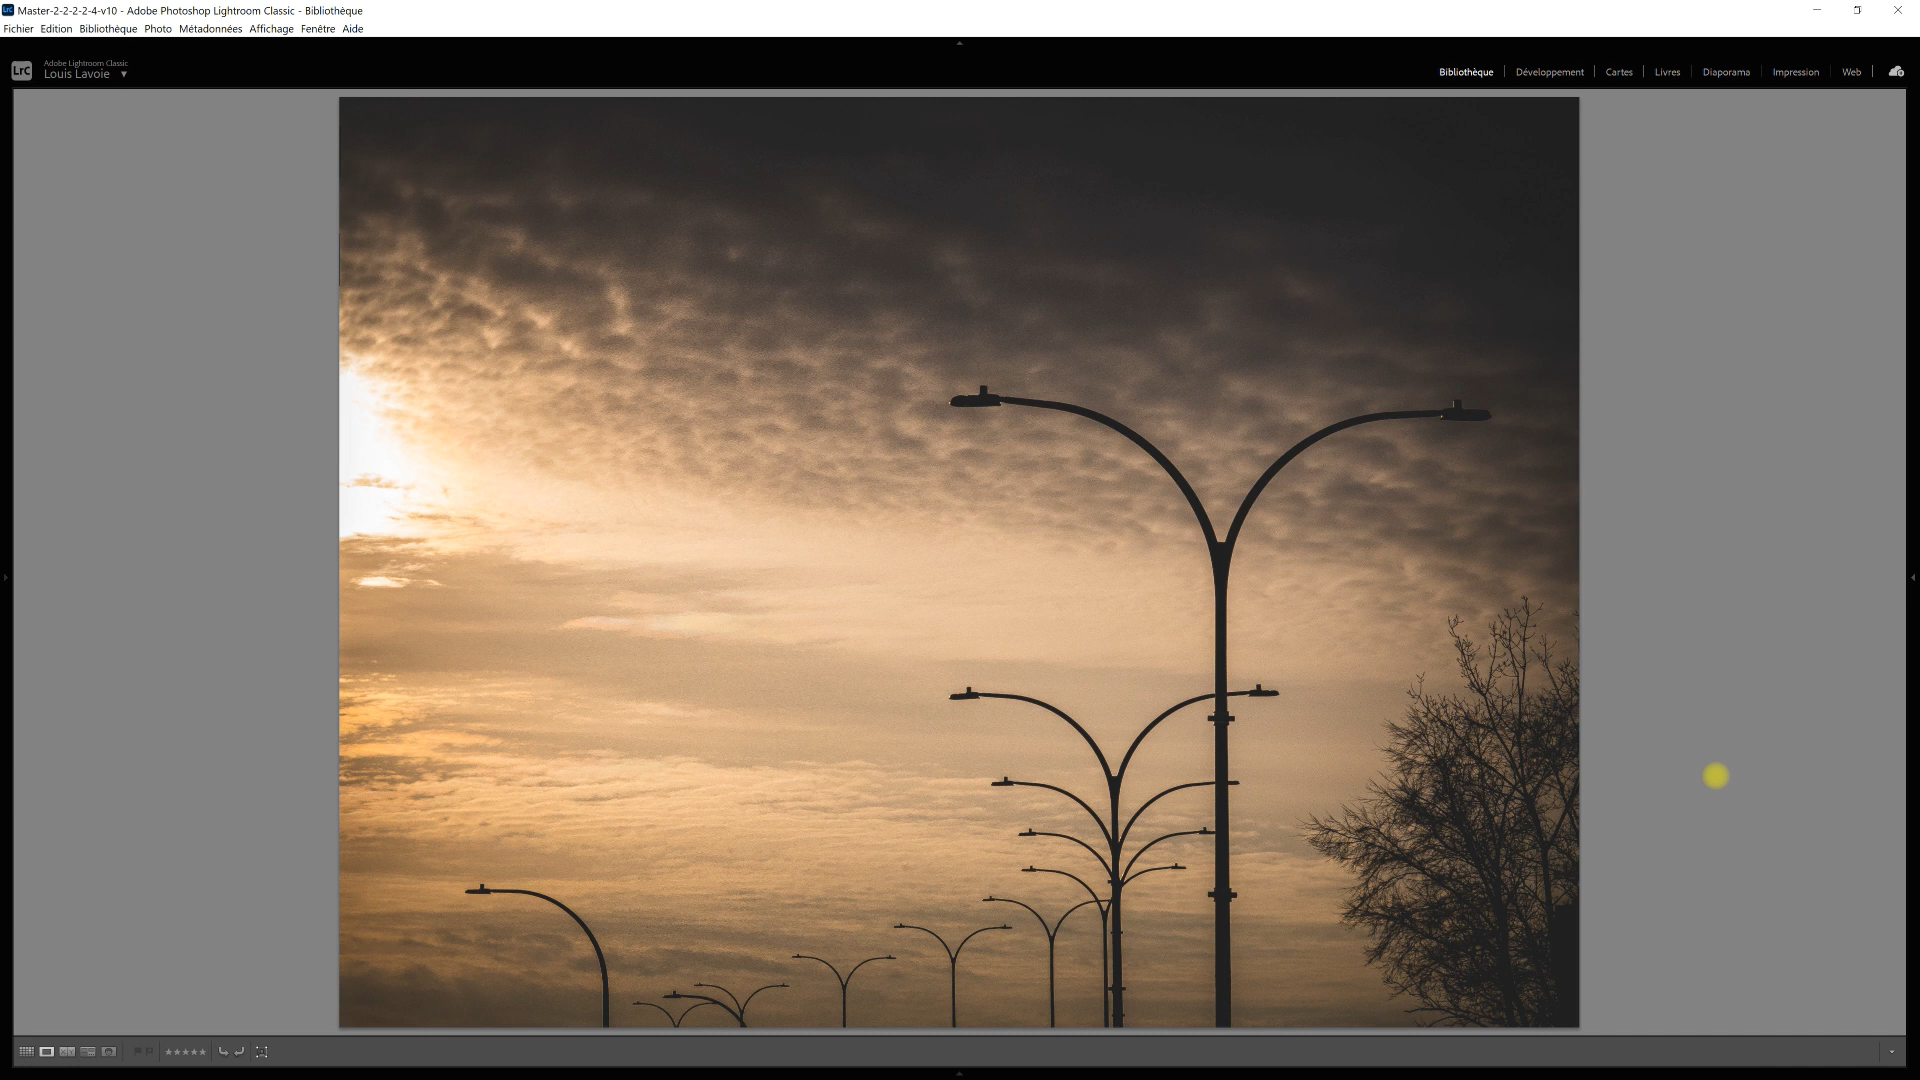 Master-2-2-2-2-4-v10 - Adobe Photoshop Lightroom Classic - Bibliothèque
Fichier Edition Bibliothèque Photo Métadonnées Affichage Fenêtre Aide
LrC
Adobe Lightroom Classic
Louis Lavoie
Bibliothèque Développement Cartes Livres Diaporama Impression Web